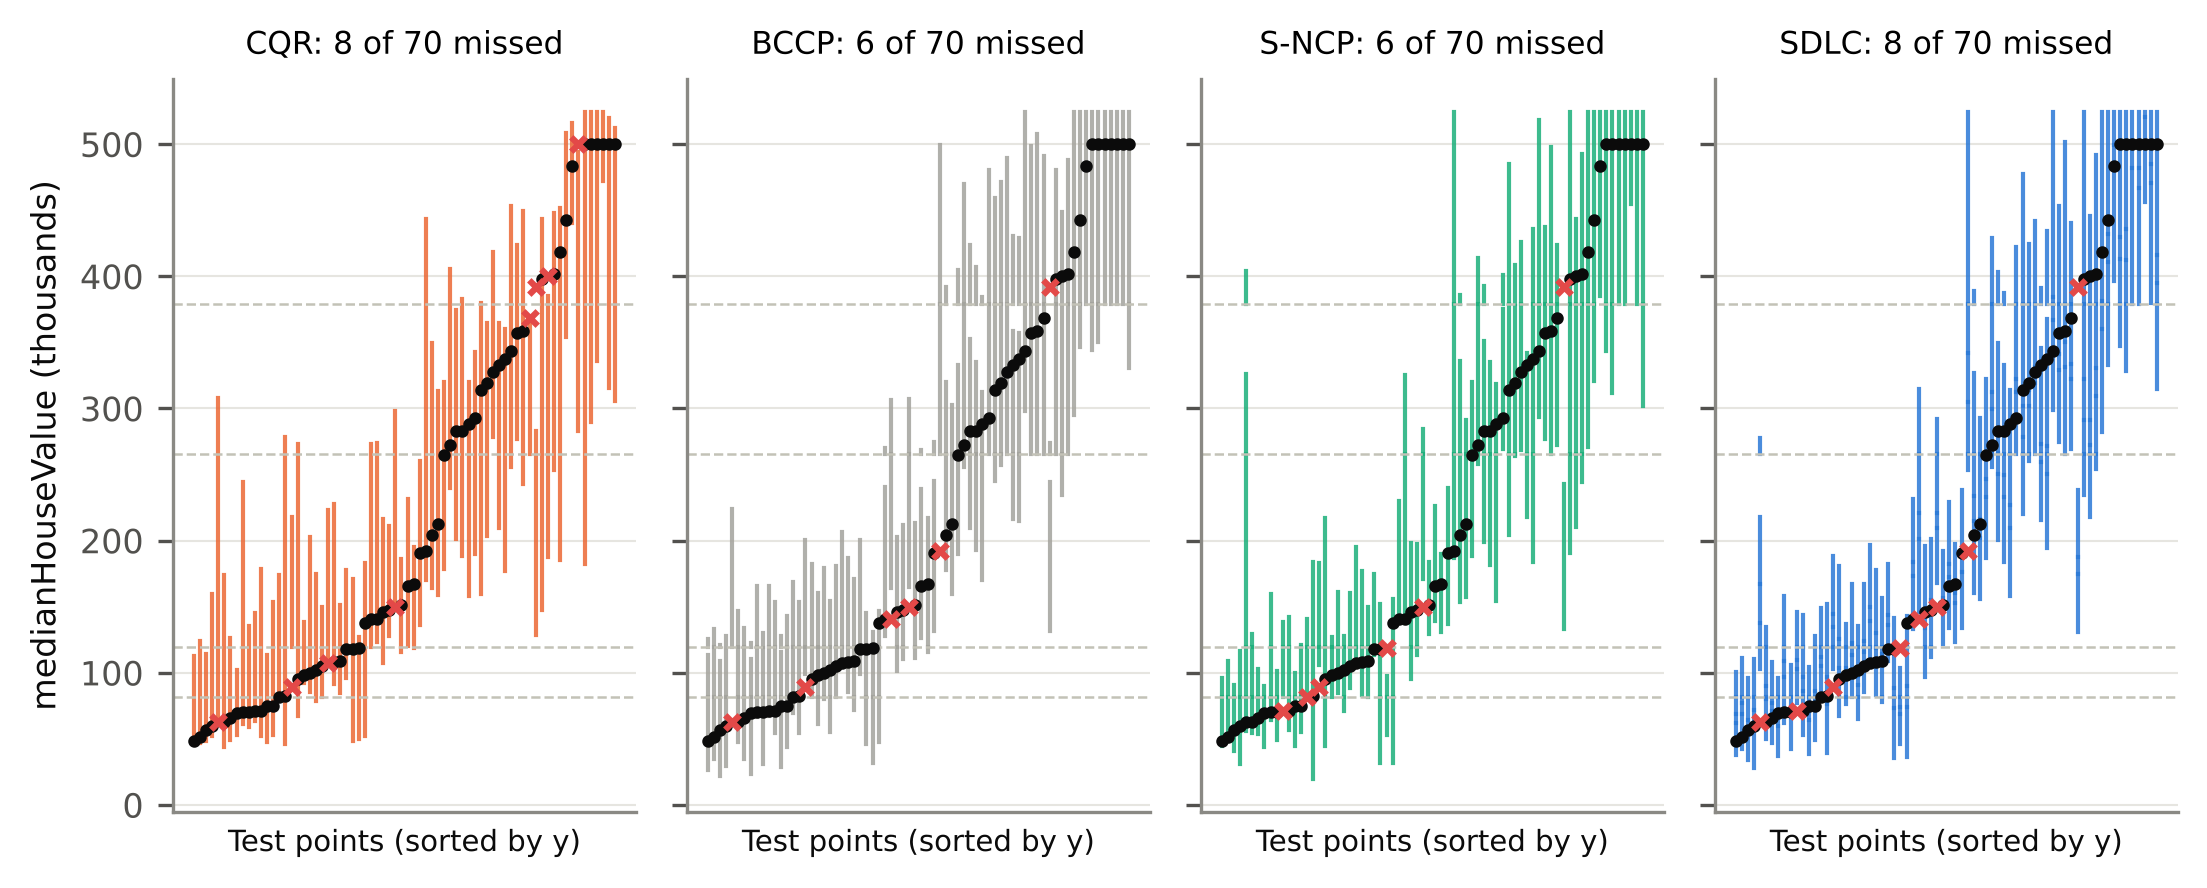 CQR: 8 of 70 missed
BCCP: 6 of 70 missed
S-NCP: 6 of 70 missed
SDLC: 8 of 70 missed
medianHouseValue (thousands)
500
400
300
200
100
0
Test points (sorted by y)
Test points (sorted by y)
Test points (sorted by y)
Test points (sorted by y)